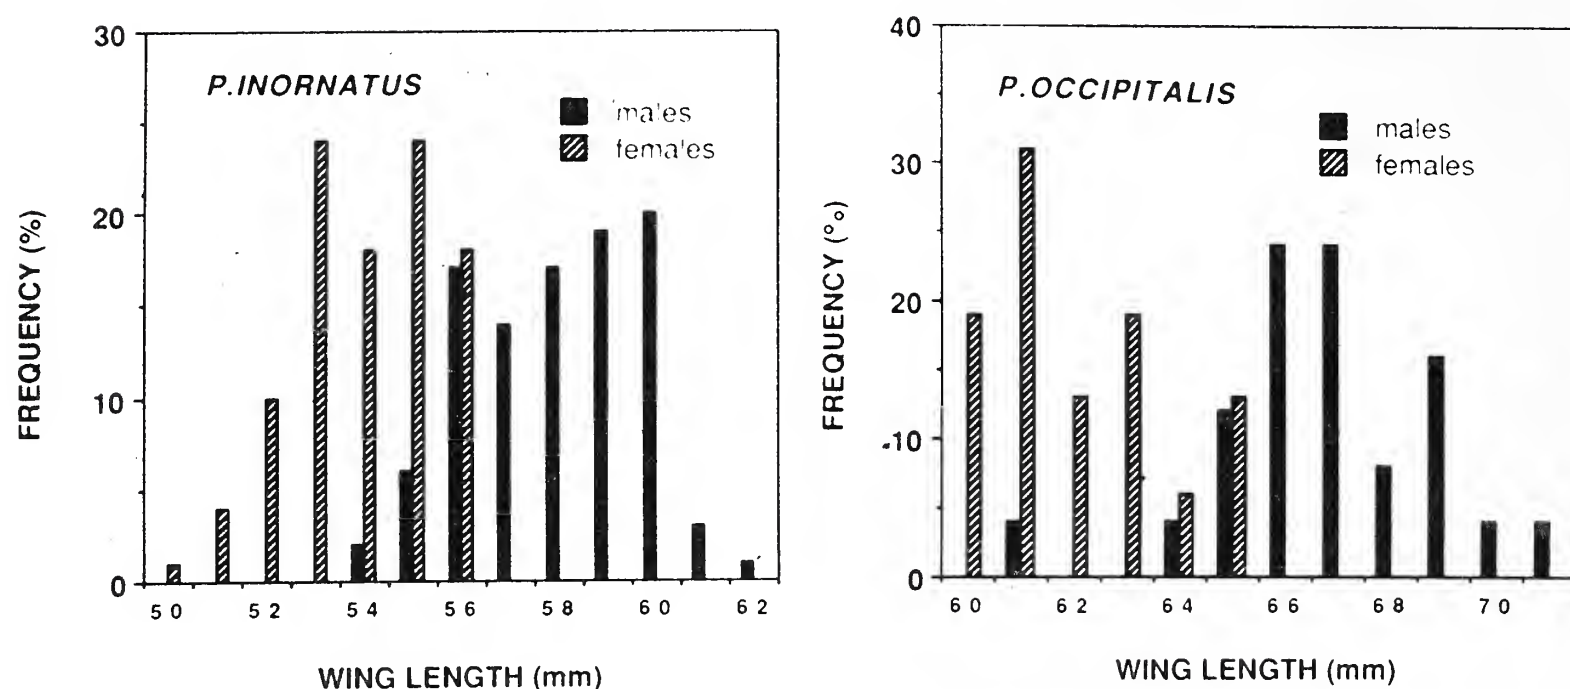 30
20
10
0
FREQUENCY (%)
P.INORNATUS
males
females
50 52 54 56 58 60 62
WING LENGTH (mm)
40
30
20
10
0
FREQUENCY (%)
P.OCCIPITALIS
males
females
60 62 64 66 68 70
WING LENGTH (mm)